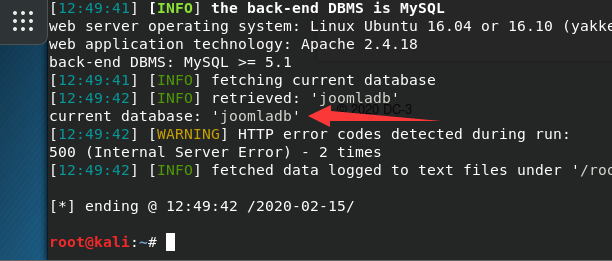 [12:49:41] [INFO] the back-end DBMS is MySQL
web server operating system: Linux Ubuntu 16.04 or 16.10 (yakke
web application technology: Apache 2.4.18
back-end DBMS: MySQL >= 5.1
[12:49:41] [INFO] fetching current database
[12:49:42] [INFO] retrieved: 'joomladb'
© 2020 DC-3
current database: 'joomladb'
[12:49:42] [WARNING] HTTP error codes detected during run:
500 (Internal Server Error) - 2 times
[12:49:42] [INFO] fetched data logged to text files under '/roo
[*] ending @ 12:49:42 /2020-02-15/
root@kali:~#